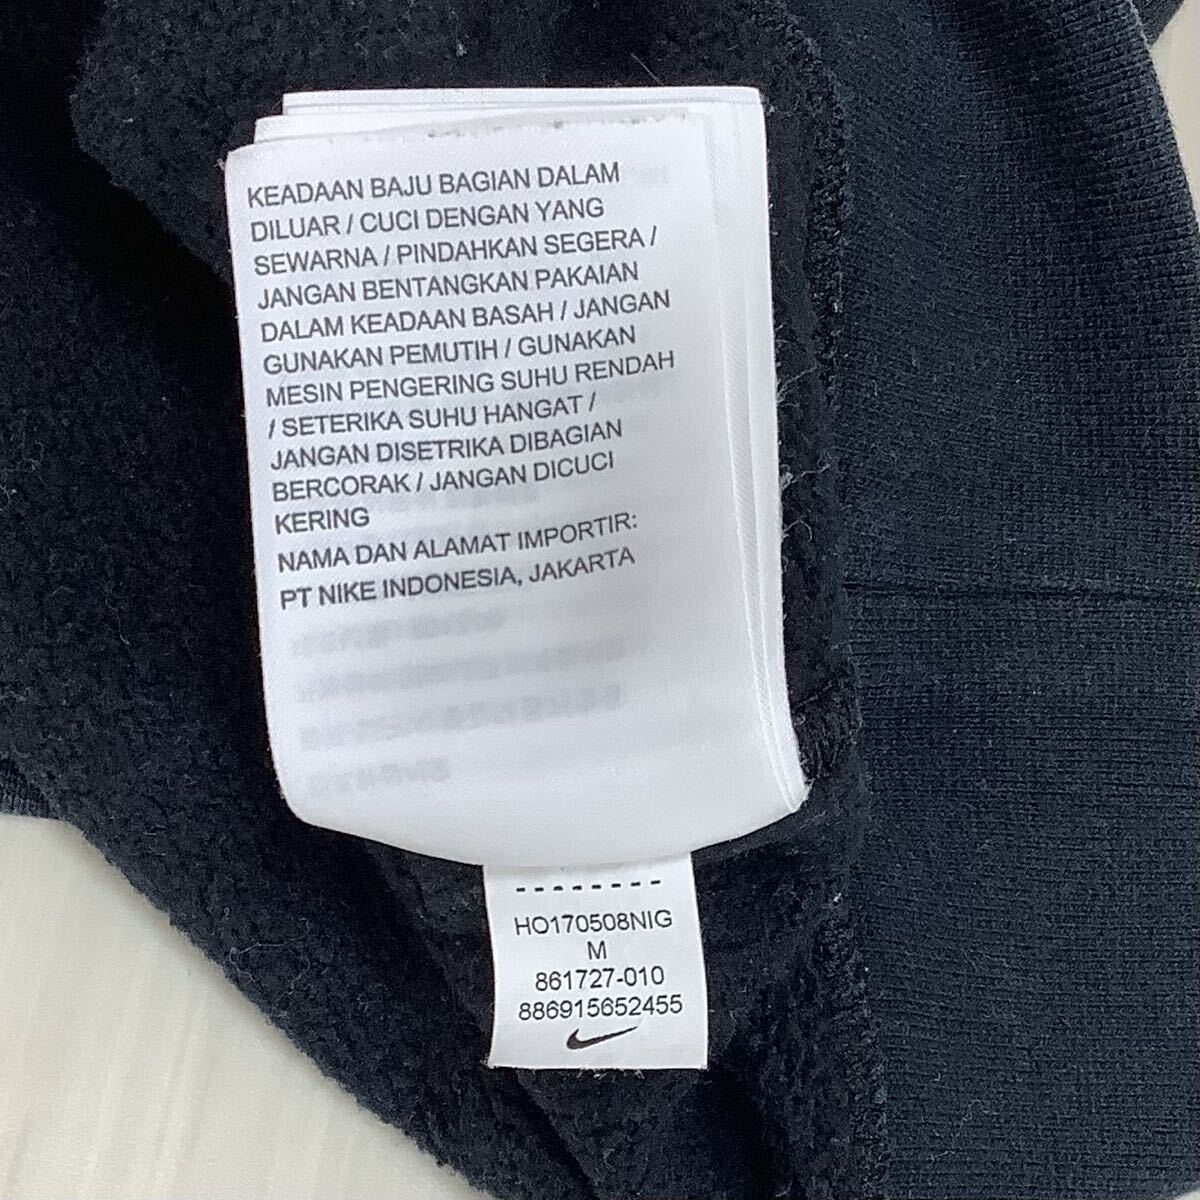 KEADAAN BAJU BAGIAN DALAM
DILUAR / CUCI DENGAN YANG
SEWARNA / PINDAHKAN SEGERA /
JANGAN BENTANGKAN PAKAIAN
DALAM KEADAAN BASAH / JANGAN
GUNAKAN PEMUTIH / GUNAKAN
MESIN PENGERING SUHU RENDAH
/ SETERIKA SUHU HANGAT /
JANGAN DISETRIKA DIBAGIAN
BERCORAK / JANGAN DICUCI
KERING
NAMA DAN ALAMAT IMPORTIR:
PT NIKE INDONESIA, JAKARTA
HO170508NIG
M
861727-010
886915652455